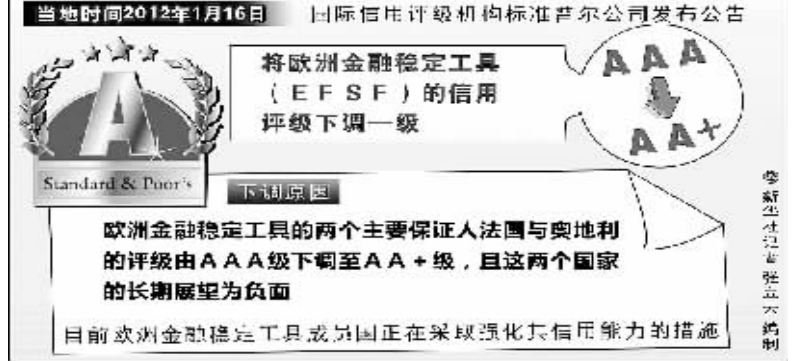 当地时间2012年1月16日
国际信用评级机构标准普尔公司发布公告
将欧洲金融稳定工具
（EFSF）的信用
评级下调一级
AAA
AA+
A
Standard & Poor's
下调原因
欧洲金融稳定工具的两个主要保证人法国与奥地利
的评级由AAA级下调至AA+级，且这两个国家
的长期展望为负面
目前欧洲金融稳定工具成员国正在采取强化其信用能力的措施
新华社记者 张立云 编制